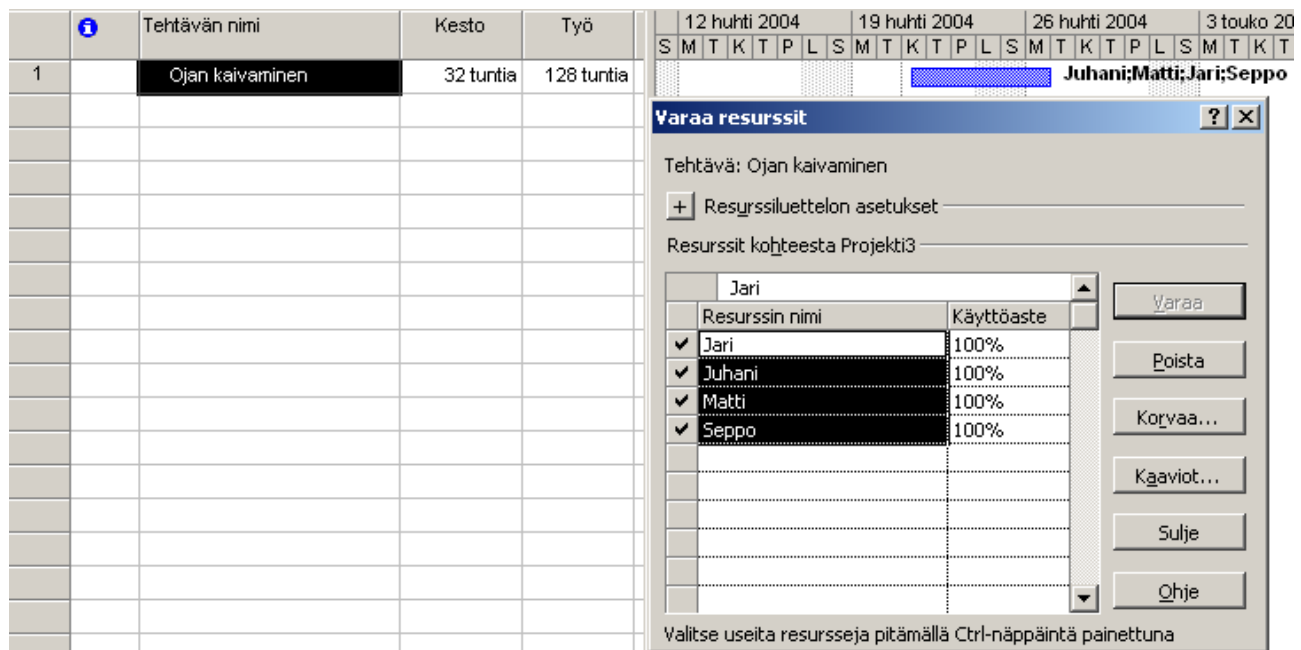 Tehtävän nimi Kesto Työ
12 huhti 2004 19 huhti 2004 26 huhti 2004 3 touko 20
S M T K T P L S M T K T P L S M T K T P L S M T K T
1 Ojan kaivaminen 32 tuntia 128 tuntia Juhani;Matti;Jari;Seppo
Varaa resurssit
Tehtävä: Ojan kaivaminen
+ Resurssiluettelon asetukset
Resurssit kohteesta Projekti3
Jari
Resurssin nimi Käyttöaste
Jari 100%
Juhani 100%
Matti 100%
Seppo 100%
Varaa
Poista
Korvaa...
Kaaviot...
Sulje
Ohje
Valitse useita resursseja pitämällä Ctrl-näppäintä painettuna